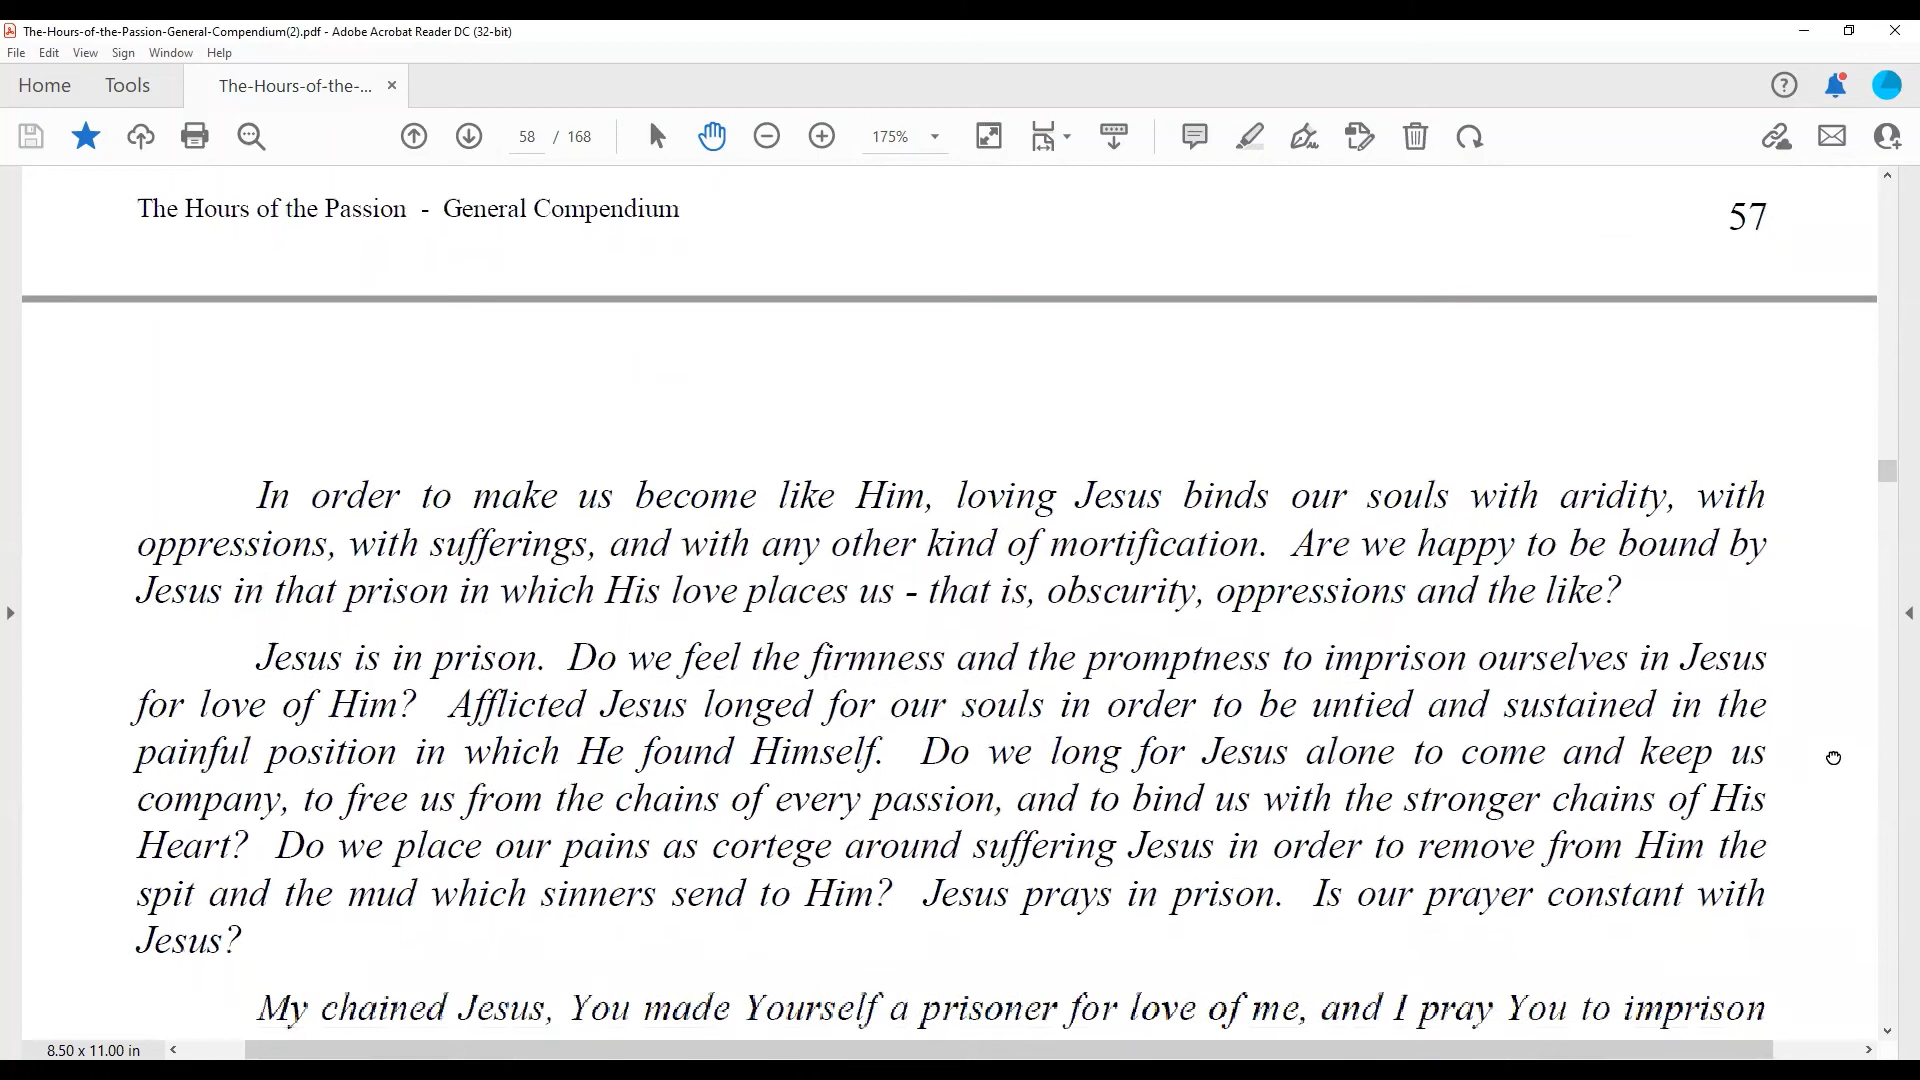 The-Hours-of-the-Passion-General-Compendium(2).pdf - Adobe Acrobat Reader DC (32-bit)
File Edit View Sign Window Help
Home Tools The-Hours-of-the-... ×
58 / 168 175%
The Hours of the Passion - General Compendium 57
In order to make us become like Him, loving Jesus binds our souls with aridity, with
oppressions, with sufferings, and with any other kind of mortification. Are we happy to be bound by
Jesus in that prison in which His love places us - that is, obscurity, oppressions and the like?
Jesus is in prison. Do we feel the firmness and the promptness to imprison ourselves in Jesus
for love of Him? Afflicted Jesus longed for our souls in order to be untied and sustained in the
painful position in which He found Himself. Do we long for Jesus alone to come and keep us
company, to free us from the chains of every passion, and to bind us with the stronger chains of His
Heart? Do we place our pains as cortege around suffering Jesus in order to remove from Him the
spit and the mud which sinners send to Him? Jesus prays in prison. Is our prayer constant with
Jesus?
My chained Jesus, You made Yourself a prisoner for love of me, and I pray You to imprison
8.50 x 11.00 in